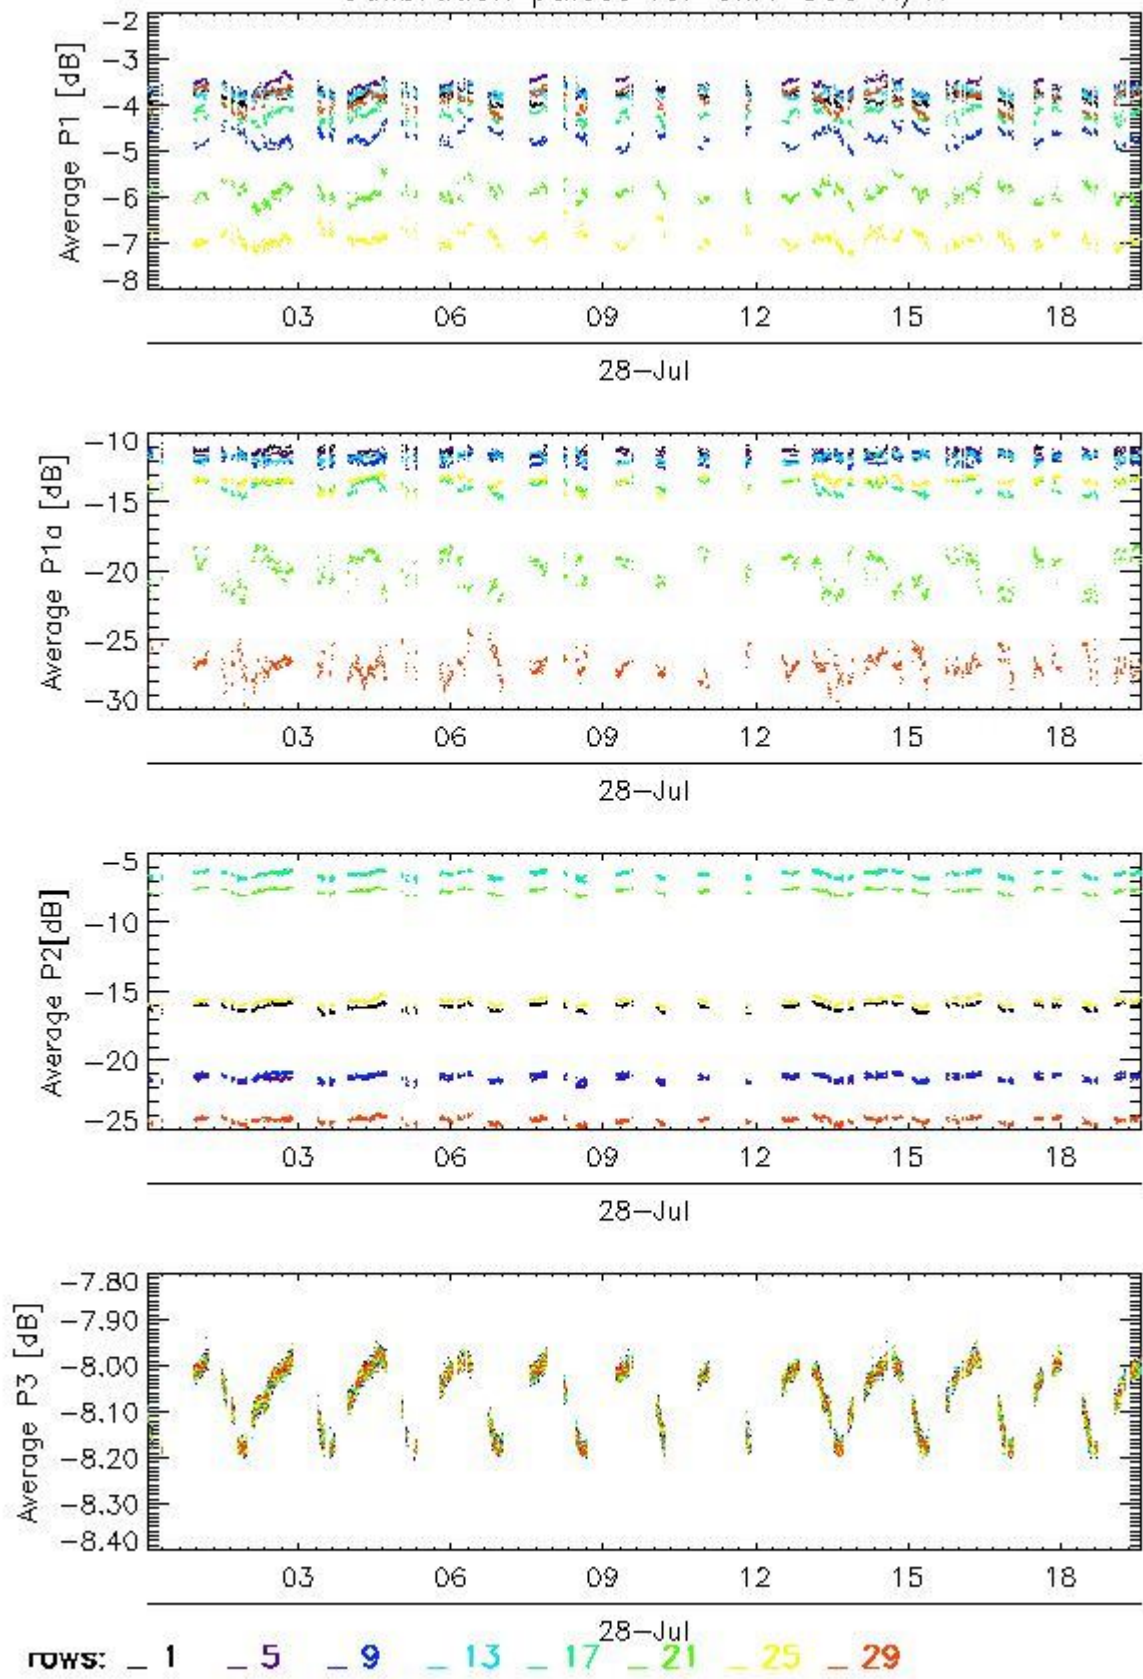 -2
-3
-4
-5
-6
-7
-8
Average P1 [dB]
03 06 09 12 15 18
28-Jul
-10
-15
-20
-25
-30
Average P1a [dB]
03 06 09 12 15 18
28-Jul
-5
-10
-15
-20
-25
Average P2[dB]
03 06 09 12 15 18
28-Jul
-7.80
-7.90
-8.00
-8.10
-8.20
-8.30
-8.40
Average P3 [dB]
03 06 09 12 15 18
28-Jul
rows: _ 1 _ 5 _ 9 _ 13 _ 17 _ 21 _ 25 _ 29